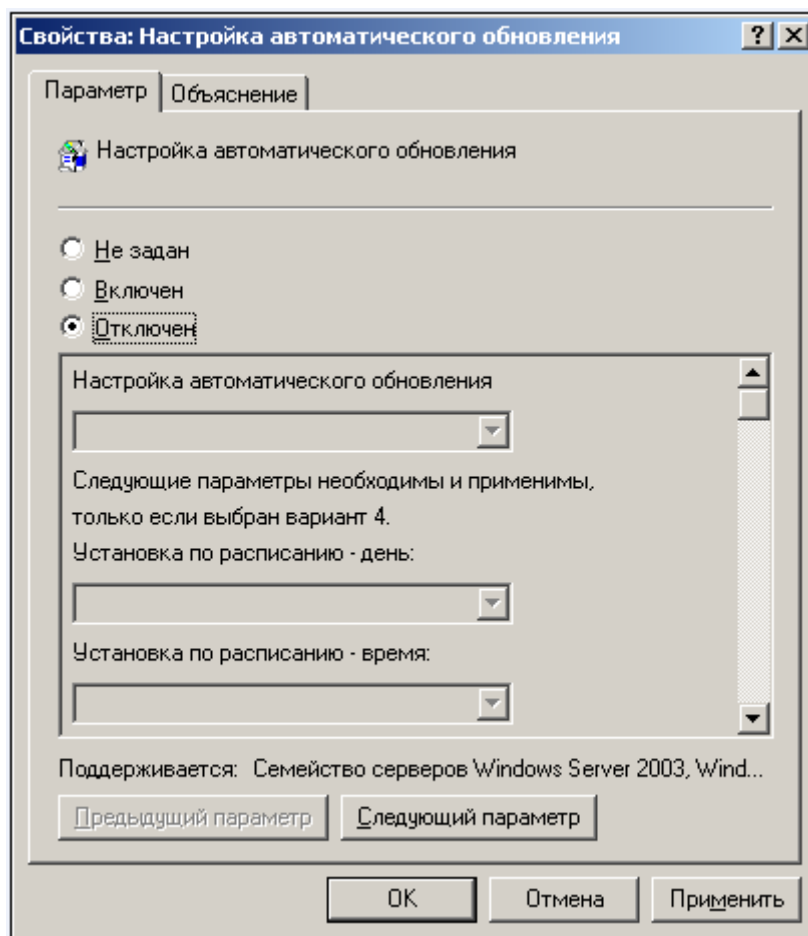 Свойства: Настройка автоматического обновления
Параметр
Объяснение
Настройка автоматического обновления
Не задан
Включен
Отключен
Настройка автоматического обновления
Следующие параметры необходимы и применимы,
только если выбран вариант 4.
Установка по расписанию - день:
Установка по расписанию - время:
Поддерживается: Семейство серверов Windows Server 2003, Wind...
Предыдущий параметр
Следующий параметр
OK
Отмена
Применить